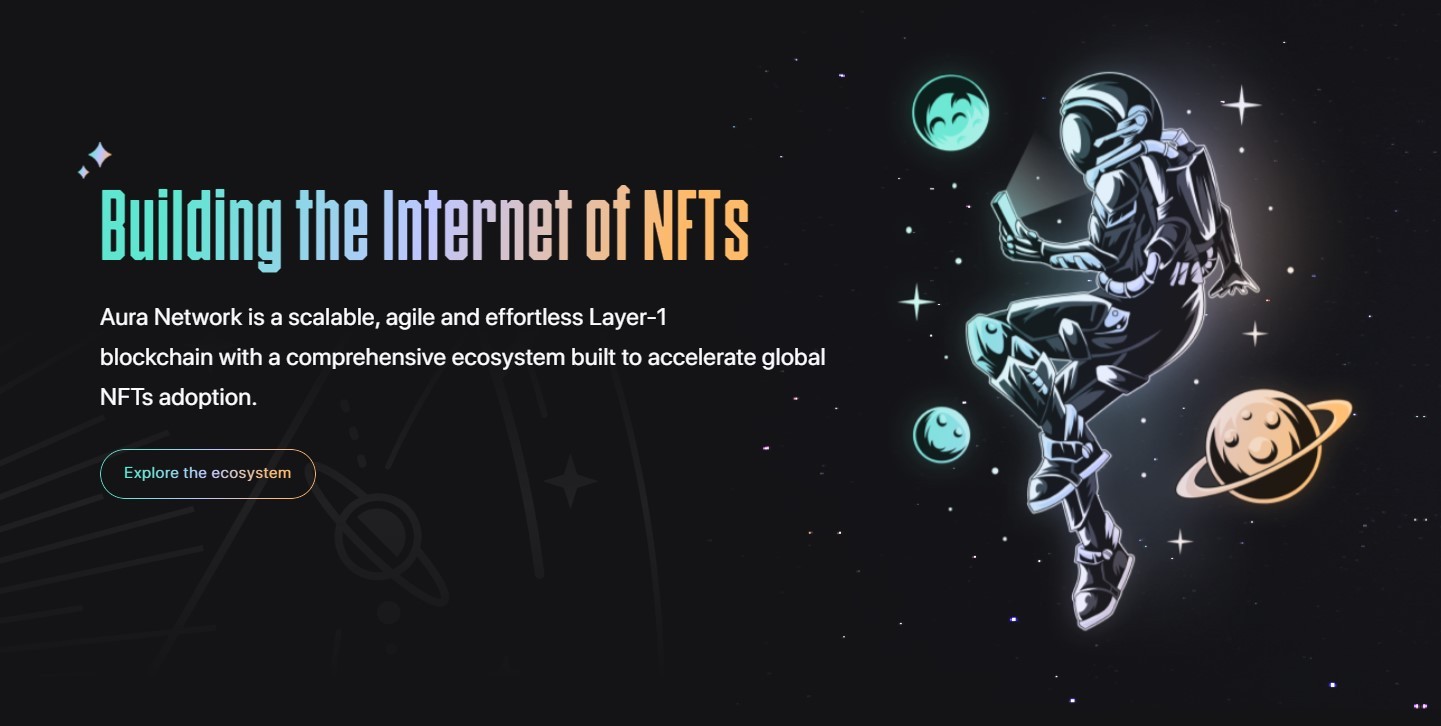 Building the Internet of NFTs
Aura Network is a scalable, agile and effortless Layer-1
blockchain with a comprehensive ecosystem built to accelerate global
NFTs adoption.
Explore the ecosystem